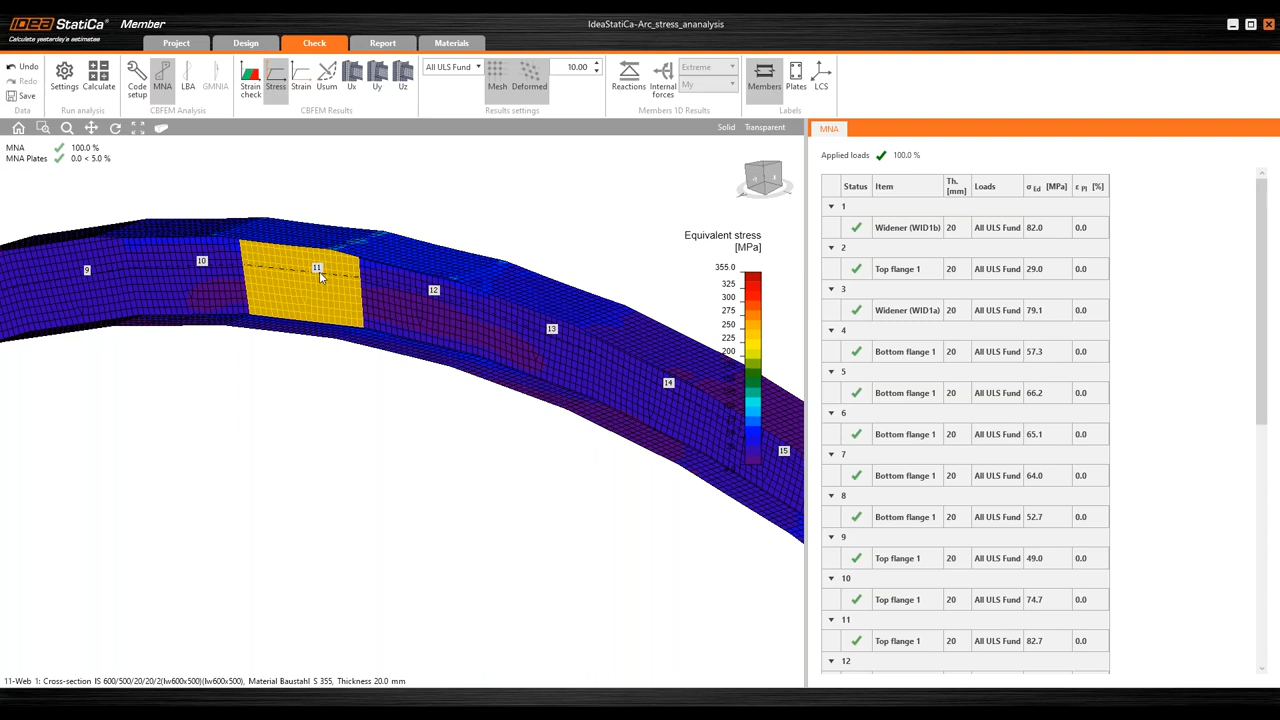 IDEA StatiCa® Member
Calculate yesterday's estimates
IdeaStatiCa-Arc_stress_ananalysis
Project Design Check Report Materials
Undo
Redo
Save
Data
Settings Calculate
Run analysis
Code setup MNA LBA GMNIA
CBFEM Analysis
Strain check Stress Strain Usum Ux Uy Uz
CBFEM Results
All ULS Fund 10.00
Mesh Deformed
Results settings
Reactions Internal forces
Extreme
My
Members 1D Results
Members Plates LCS
Labels
Solid Transparent
MNA 100.0 %
MNA Plates 0.0 < 5.0 %
Equivalent stress
[MPa]
355.0
325
300
275
250
225
200
9
10
11
12
13
14
15
11-Web 1: Cross-section IS 600/500/20/20/2(Iw600x500)(Iw600x500), Material Baustahl S 355, Thickness 20.0 mm
MNA
Applied loads 100.0 %
Status Item Th. [mm] Loads σ Ed [MPa] ε Pl [%]
1
Widener (WID1b) 20 All ULS Fund 82.0 0.0
2
Top flange 1 20 All ULS Fund 29.0 0.0
3
Widener (WID1a) 20 All ULS Fund 79.1 0.0
4
Bottom flange 1 20 All ULS Fund 57.3 0.0
5
Bottom flange 1 20 All ULS Fund 66.2 0.0
6
Bottom flange 1 20 All ULS Fund 65.1 0.0
7
Bottom flange 1 20 All ULS Fund 64.0 0.0
8
Bottom flange 1 20 All ULS Fund 52.7 0.0
9
Top flange 1 20 All ULS Fund 49.0 0.0
10
Top flange 1 20 All ULS Fund 74.7 0.0
11
Top flange 1 20 All ULS Fund 82.7 0.0
12